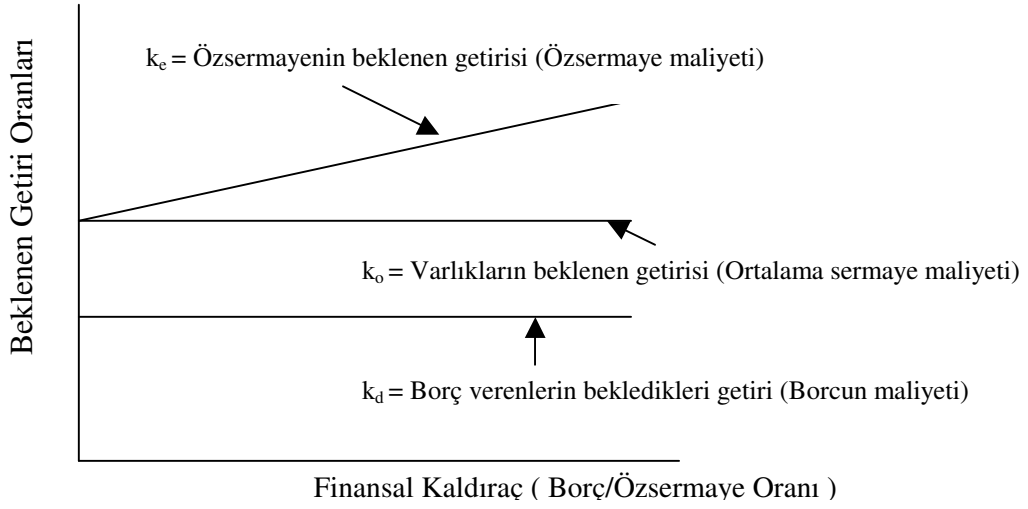 Beklenen Getiri Oranları
kₑ = Özsermayenin beklenen getirisi (Özsermaye maliyeti)
kₒ = Varlıkların beklenen getirisi (Ortalama sermaye maliyeti)
k_d = Borç verenlerin bekledikleri getiri (Borcun maliyeti)
Finansal Kaldıraç ( Borç/Özsermaye Oranı )